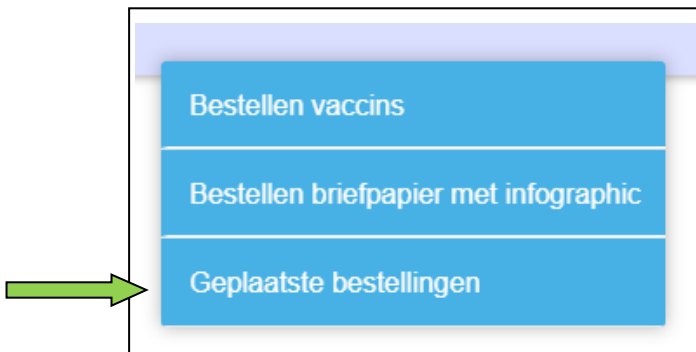 Bestellen vaccins
Bestellen briefpapier met infographic
Geplaatste bestellingen